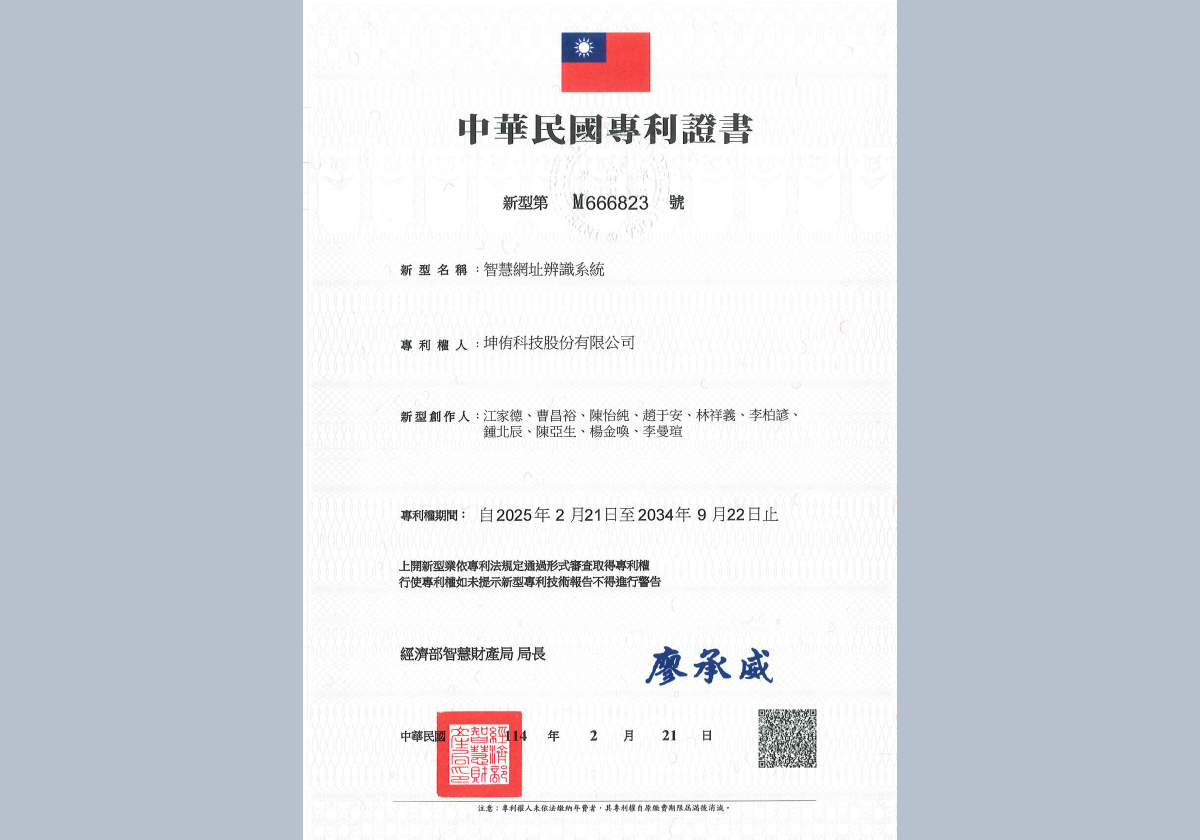 中華民國專利證書
新型第 M666823 號
新型名稱：智慧網址辨識系統
專利權人：坤侑科技股份有限公司
新型創作人：江家德、曹昌裕、陳怡純、趙于安、林祥義、李柏諺、
鍾北辰、陳亞生、楊金喚、李曼瑄
專利權期間： 自2025年 2 月21日至2034年 9 月22日止
上開新型業依專利法規定通過形式審查取得專利權
行使專利權如未提示新型專利技術報告不得進行警告
經濟部智慧財產局 局長 廖承威
中華民國 114 年 2 月 21 日
經濟部智慧財產局印
注意：專利權人未依法繳納年費者，其專利權自原繳費期限屆滿後消滅。